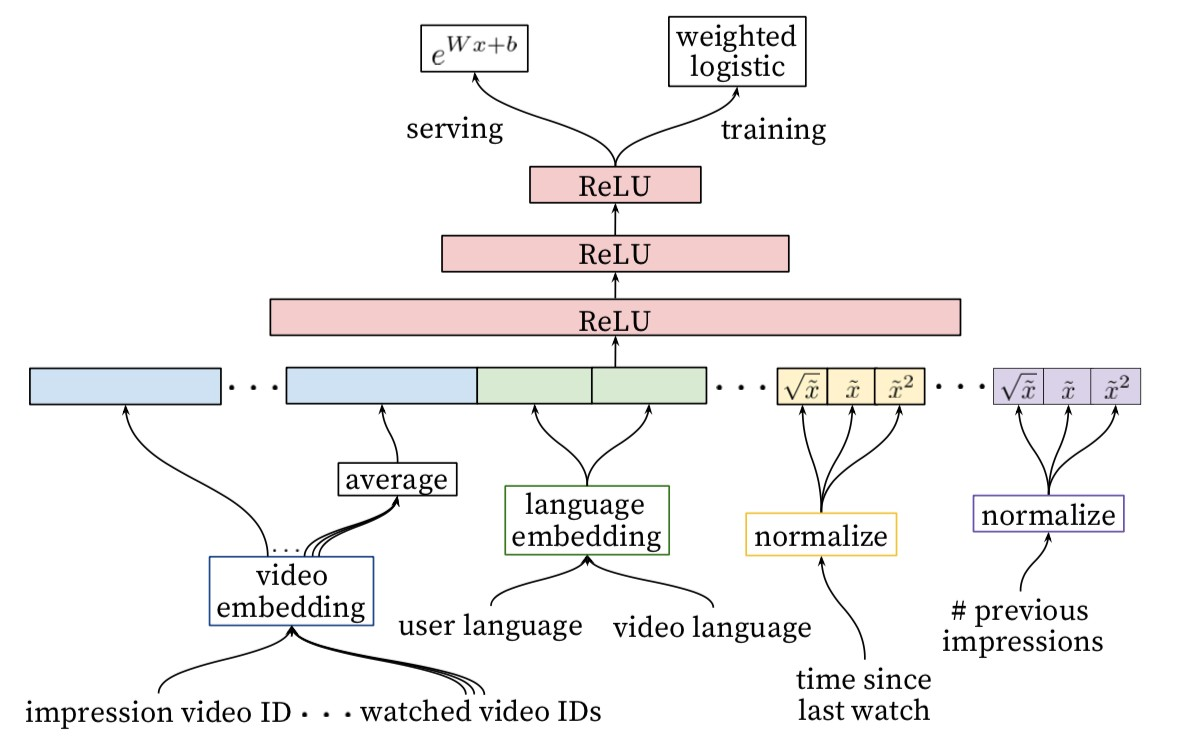 e^{Wx+b}
weighted
logistic
serving
training
ReLU
ReLU
ReLU
· · ·
· · ·
√x̃ x̃ x̃²
· · ·
√x̃ x̃ x̃²
average
language
embedding
normalize
normalize
· · ·
video
embedding
user language
video language
# previous
impressions
time since
last watch
impression video ID · · · watched video IDs